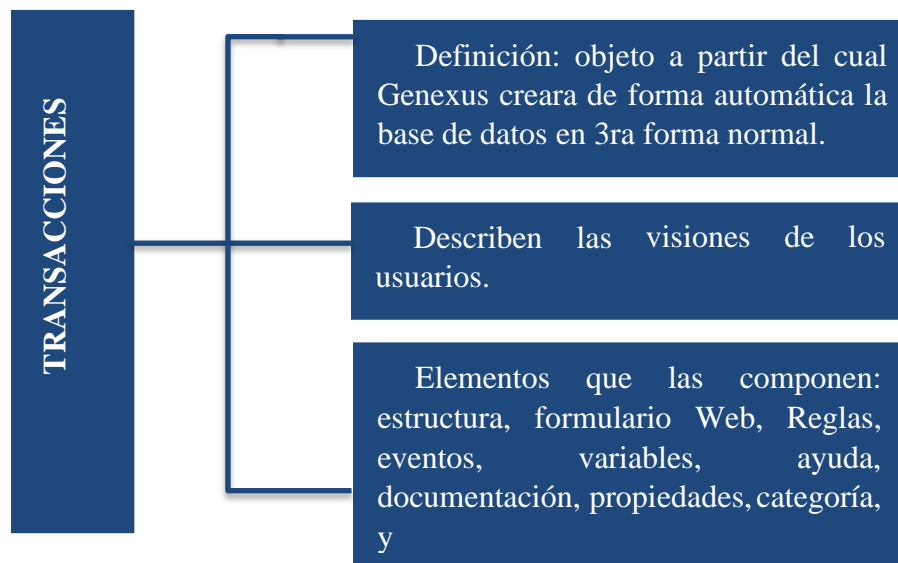 TRANSACCIONES
Definición: objeto a partir del cual
Genexus creara de forma automática la
base de datos en 3ra forma normal.
Describen las visiones de los
usuarios.
Elementos que las componen:
estructura, formulario Web, Reglas,
eventos, variables, ayuda,
documentación, propiedades, categoría,
y